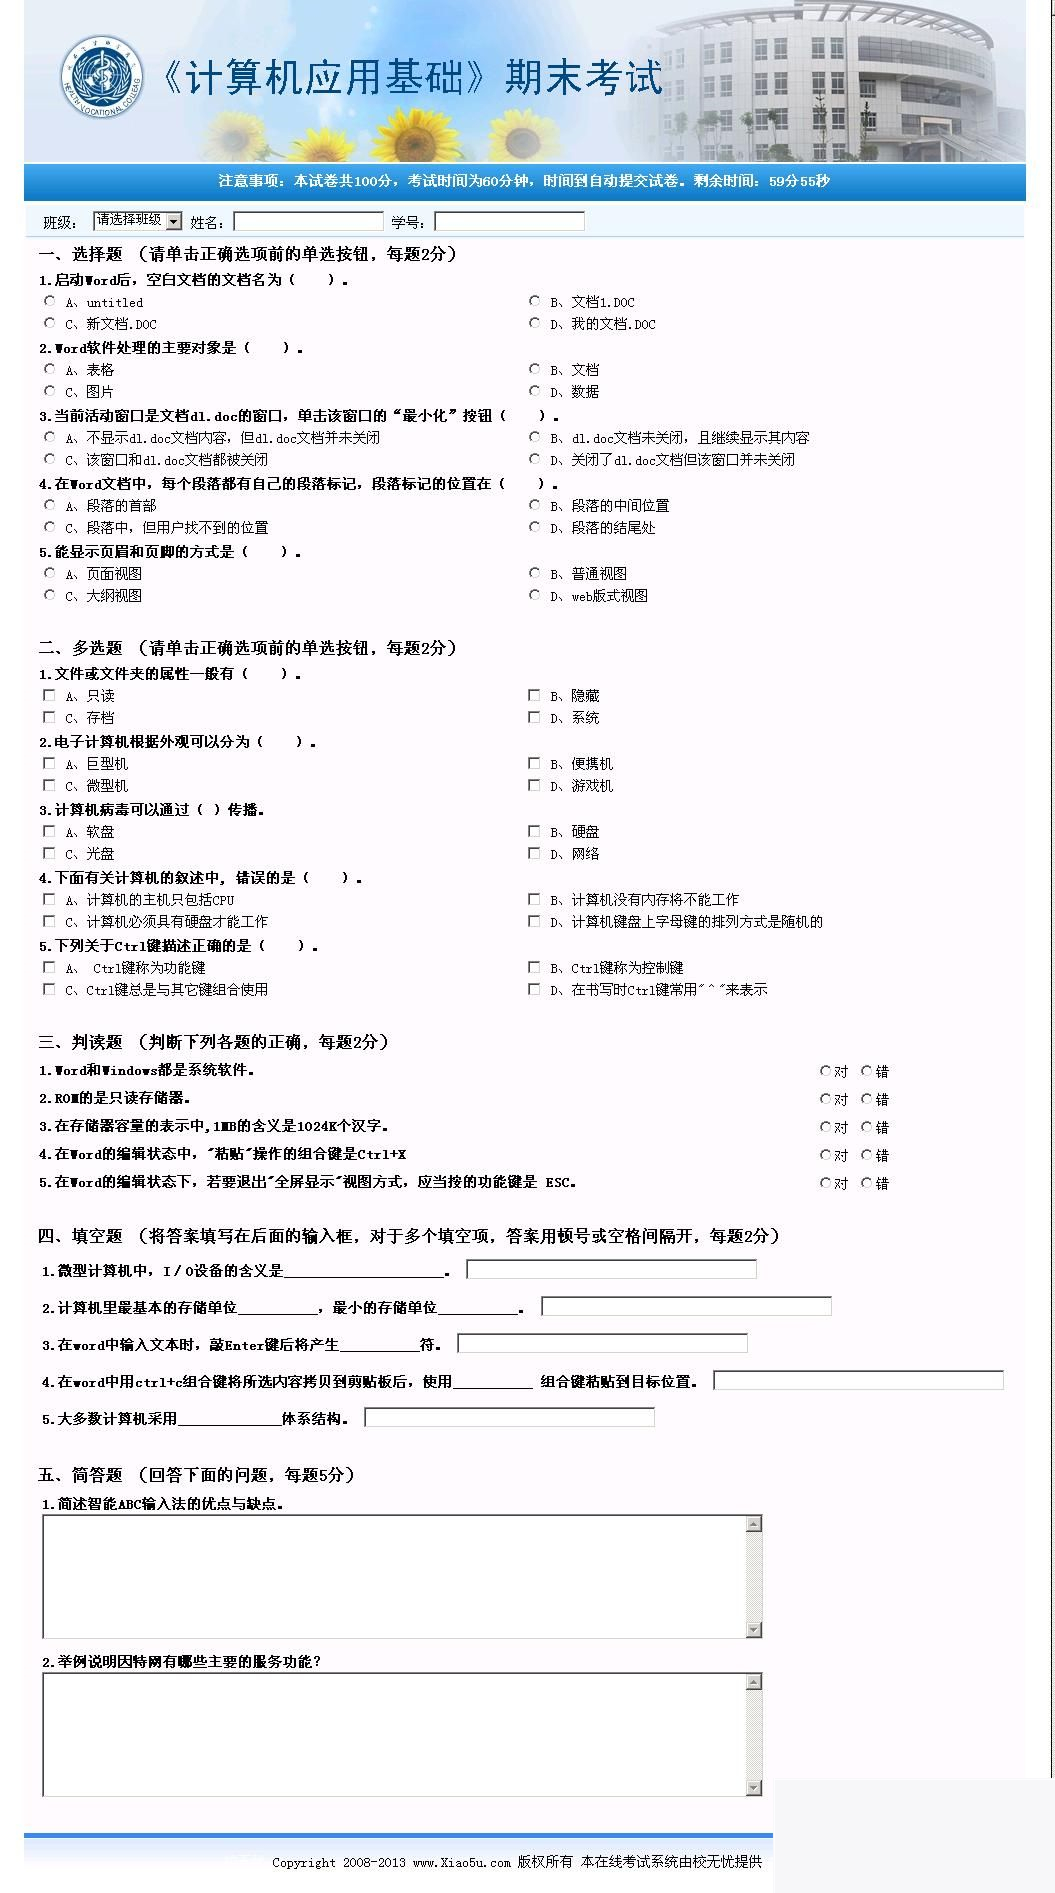 《计算机应用基础》期末考试
注意事项：本试卷共100分，考试时间为60分钟，时间到自动提交试卷。剩余时间：59分55秒
班级： 请选择班级 姓名： 学号：
一、选择题 （请单击正确选项前的单选按钮，每题2分）
1.启动Word后，空白文档的文档名为（　　）。
A、untitled B、文档1.DOC
C、新文档.DOC D、我的文档.DOC
2.Word软件处理的主要对象是（　　）。
A、表格 B、文档
C、图片 D、数据
3.当前活动窗口是文档d1.doc的窗口，单击该窗口的“最小化”按钮（　　）。
A、不显示d1.doc文档内容，但d1.doc文档并未关闭 B、d1.doc文档未关闭，且继续显示其内容
C、该窗口和d1.doc文档都被关闭 D、关闭了d1.doc文档但该窗口并未关闭
4.在Word文档中，每个段落都有自己的段落标记，段落标记的位置在（　　）。
A、段落的首部 B、段落的中间位置
C、段落中，但用户找不到的位置 D、段落的结尾处
5.能显示页眉和页脚的方式是（　　）。
A、页面视图 B、普通视图
C、大纲视图 D、web版式视图
二、多选题 （请单击正确选项前的单选按钮，每题2分）
1.文件或文件夹的属性一般有（　　）。
A、只读 B、隐藏
C、存档 D、系统
2.电子计算机根据外观可以分为（　　）。
A、巨型机 B、便携机
C、微型机 D、游戏机
3.计算机病毒可以通过（ ）传播。
A、软盘 B、硬盘
C、光盘 D、网络
4.下面有关计算机的叙述中, 错误的是（　　）。
A、计算机的主机只包括CPU B、计算机没有内存将不能工作
C、计算机必须具有硬盘才能工作 D、计算机键盘上字母键的排列方式是随机的
5.下列关于Ctrl键描述正确的是（　　）。
A、 Ctrl键称为功能键 B、Ctrl键称为控制键
C、Ctrl键总是与其它键组合使用 D、在书写时Ctrl键常用"^"来表示
三、判读题 （判断下列各题的正确，每题2分）
1.Word和Windows都是系统软件。 对 错
2.ROM的是只读存储器。 对 错
3.在存储器容量的表示中,1MB的含义是1024K个汉字。 对 错
4.在Word的编辑状态中，"粘贴"操作的组合键是Ctrl+X 对 错
5.在Word的编辑状态下，若要退出"全屏显示"视图方式，应当按的功能键是 ESC。 对 错
四、填空题 （将答案填写在后面的输入框，对于多个填空项，答案用顿号或空格间隔开，每题2分）
1.微型计算机中，I／O设备的含义是____________________。
2.计算机里最基本的存储单位__________，最小的存储单位__________。
3.在word中输入文本时，敲Enter键后将产生__________符。
4.在word中用ctrl+c组合键将所选内容拷贝到剪贴板后，使用__________ 组合键粘贴到目标位置。
5.大多数计算机采用_____________体系结构。
五、简答题 （回答下面的问题，每题5分）
1.简述智能ABC输入法的优点与缺点。
2.举例说明因特网有哪些主要的服务功能？
Copyright 2008-2013 www.Xiao5u.com 版权所有 本在线考试系统由校无忧提供